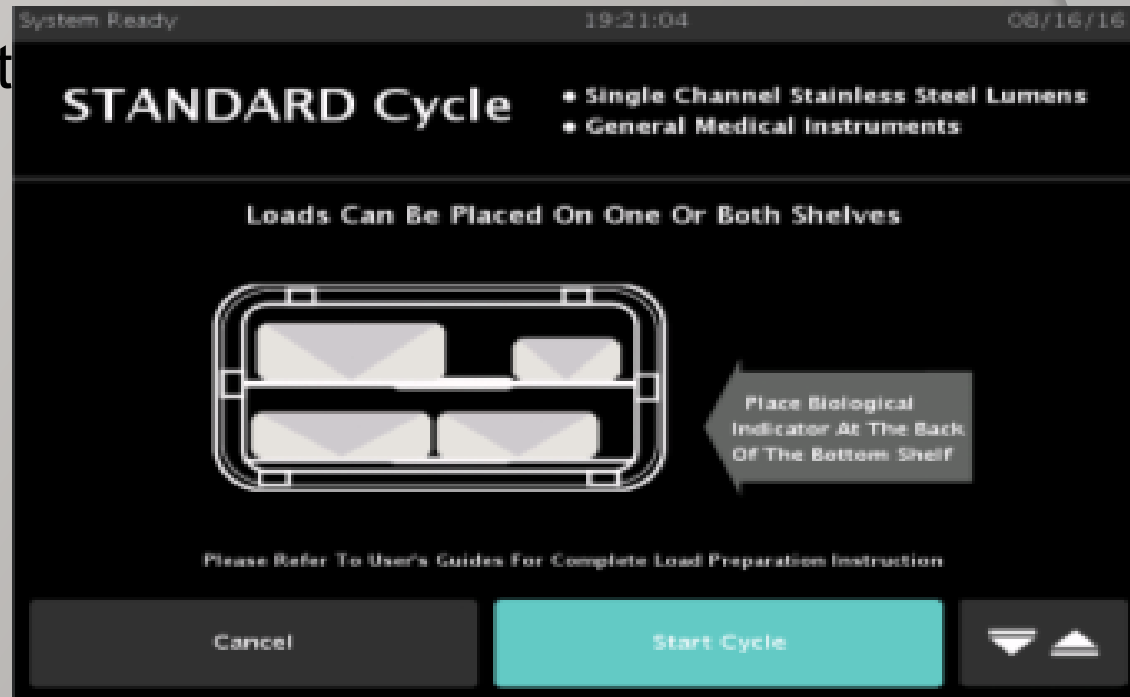 System Ready 19:21:04 08/16/16
t
STANDARD Cycle
• Single Channel Stainless Steel Lumens
• General Medical Instruments
Loads Can Be Placed On One Or Both Shelves
Place Biological
Indicator At The Back
Of The Bottom Shelf
Please Refer To User's Guides For Complete Load Preparation Instruction
Cancel Start Cycle